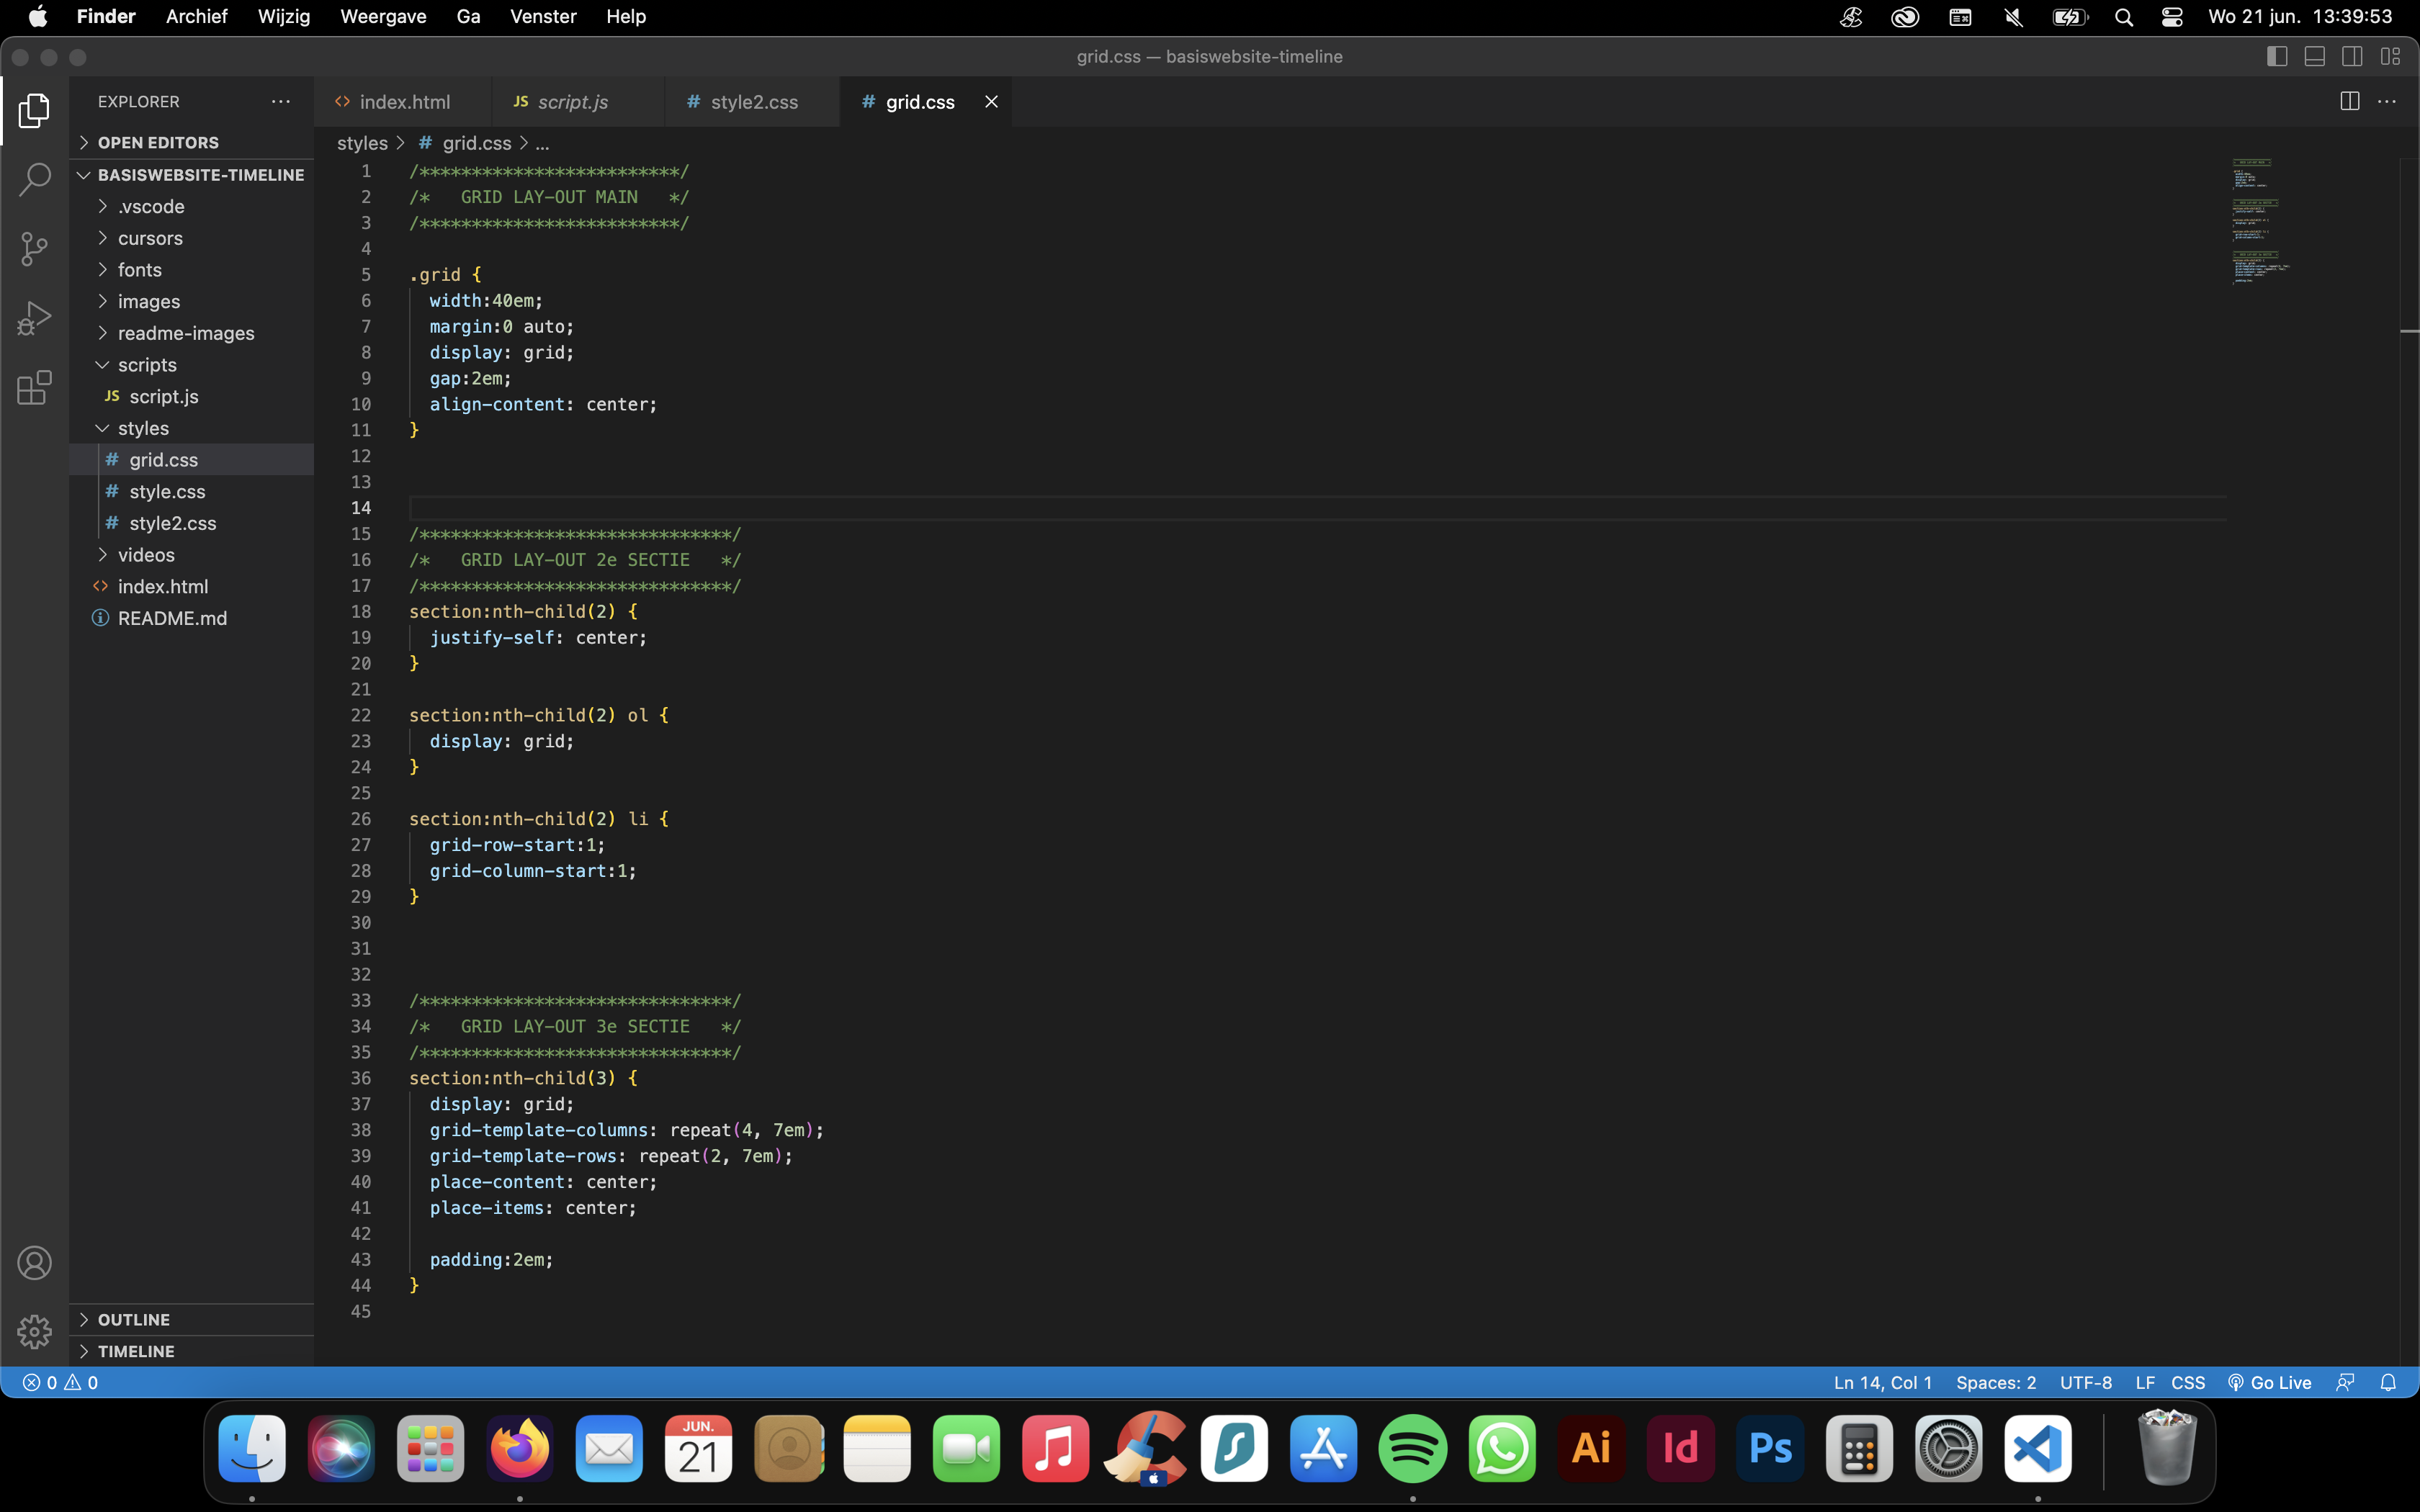 Finder Archief Wijzig Weergave Ga Venster Help Wo 21 jun. 13:39:53
grid.css — basiswebsite-timeline
EXPLORER
OPEN EDITORS
BASISWEBSITE-TIMELINE
.vscode
cursors
fonts
images
readme-images
scripts
JS script.js
styles
# grid.css
# style.css
# style2.css
videos
<> index.html
README.md
OUTLINE
TIMELINE
<> index.html JS script.js # style2.css # grid.css
styles > # grid.css > ...
1 /*************************/
2 /*   GRID LAY-OUT MAIN   */
3 /*************************/
4
5 .grid {
6   width:40em;
7   margin:0 auto;
8   display: grid;
9   gap:2em;
10   align-content: center;
11 }
12
13
14
15 /******************************/
16 /*   GRID LAY-OUT 2e SECTIE   */
17 /******************************/
18 section:nth-child(2) {
19   justify-self: center;
20 }
21
22 section:nth-child(2) ol {
23   display: grid;
24 }
25
26 section:nth-child(2) li {
27   grid-row-start:1;
28   grid-column-start:1;
29 }
30
31
32
33 /******************************/
34 /*   GRID LAY-OUT 3e SECTIE   */
35 /******************************/
36 section:nth-child(3) {
37   display: grid;
38   grid-template-columns: repeat(4, 7em);
39   grid-template-rows: repeat(2, 7em);
40   place-content: center;
41   place-items: center;
42
43   padding:2em;
44 }
45
0 0 Ln 14, Col 1 Spaces: 2 UTF-8 LF CSS Go Live
JUN.
21
Ai Id Ps